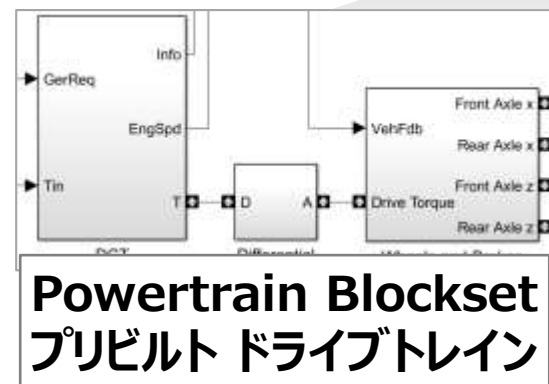 Info
GerReq
EngSpd
Tin
T
D
A
VehFdb
Drive Torque
Front Axle x
Rear Axle x
Front Axle z
Rear Axle z
Powertrain Blockset
プリビルト ドライブトレイン